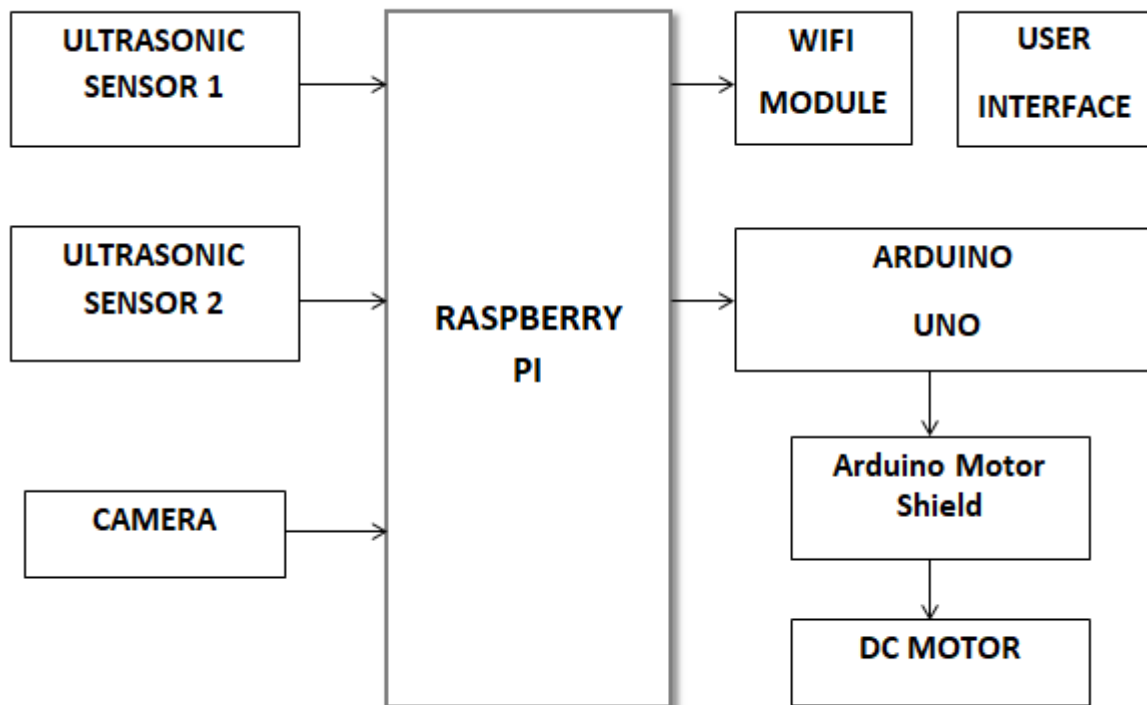 ULTRASONIC
SENSOR 1
WIFI
MODULE
USER
INTERFACE
ULTRASONIC
SENSOR 2
RASPBERRY
PI
ARDUINO
UNO
CAMERA
Arduino Motor
Shield
DC MOTOR